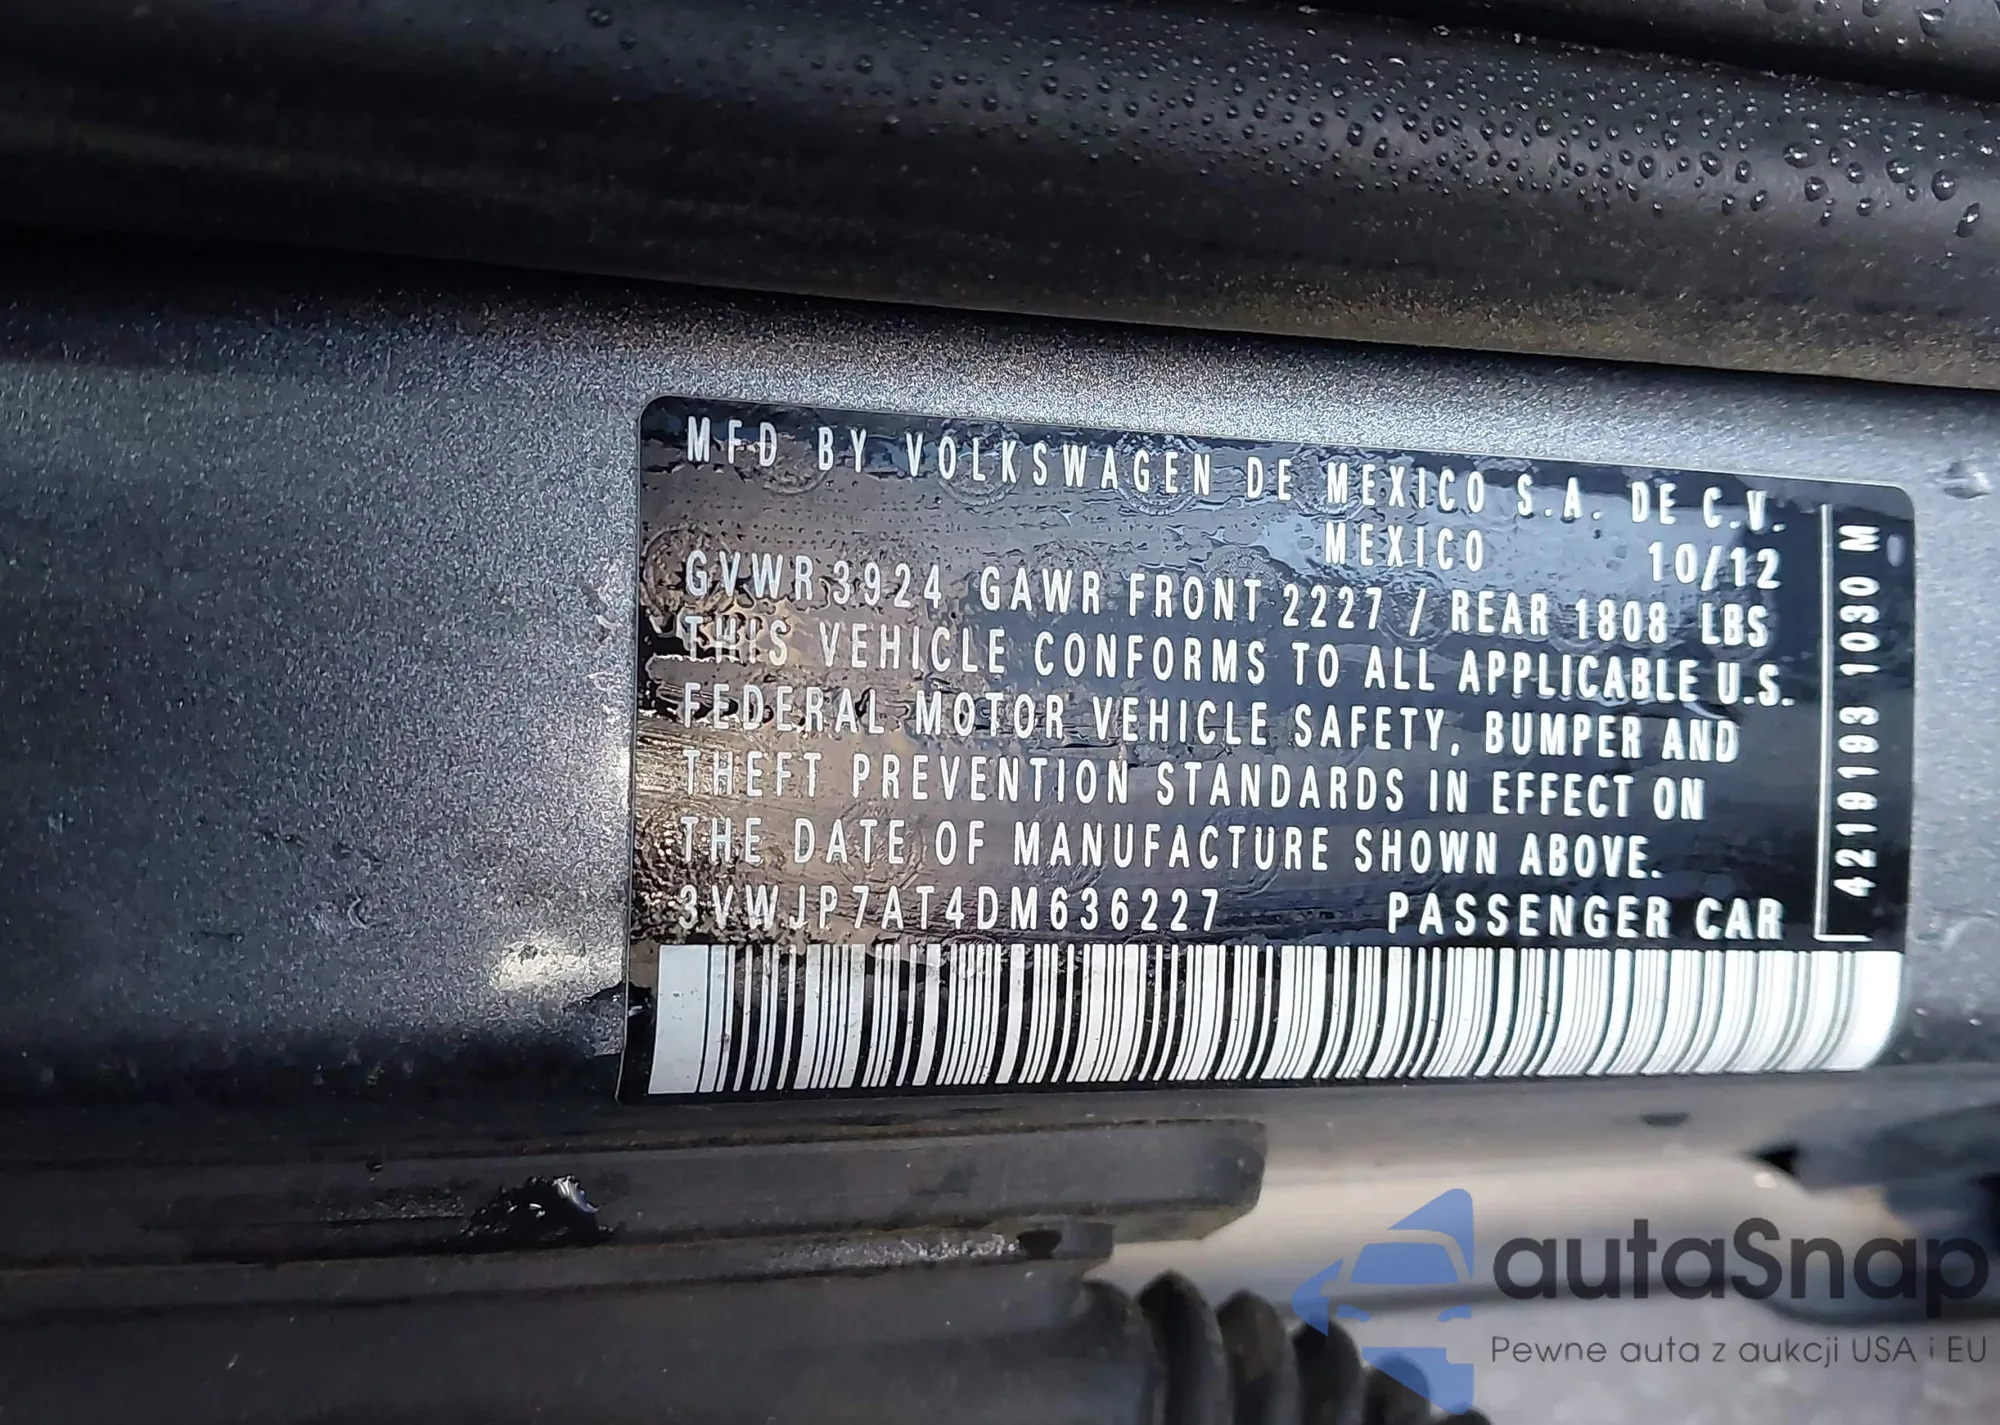 MFD BY VOLKSWAGEN DE MEXICO S.A. DE C.V.
MEXICO 10/12
GVWR 3924 GAWR FRONT 2227 / REAR 1808 LBS
THIS VEHICLE CONFORMS TO ALL APPLICABLE U.S.
FEDERAL MOTOR VEHICLE SAFETY, BUMPER AND
THEFT PREVENTION STANDARDS IN EFFECT ON
THE DATE OF MANUFACTURE SHOWN ABOVE.
3VWJP7AT4DM636227 PASSENGER CAR
4219193 1030 M
autaSnap
Pewne auta z aukcji USA i EU